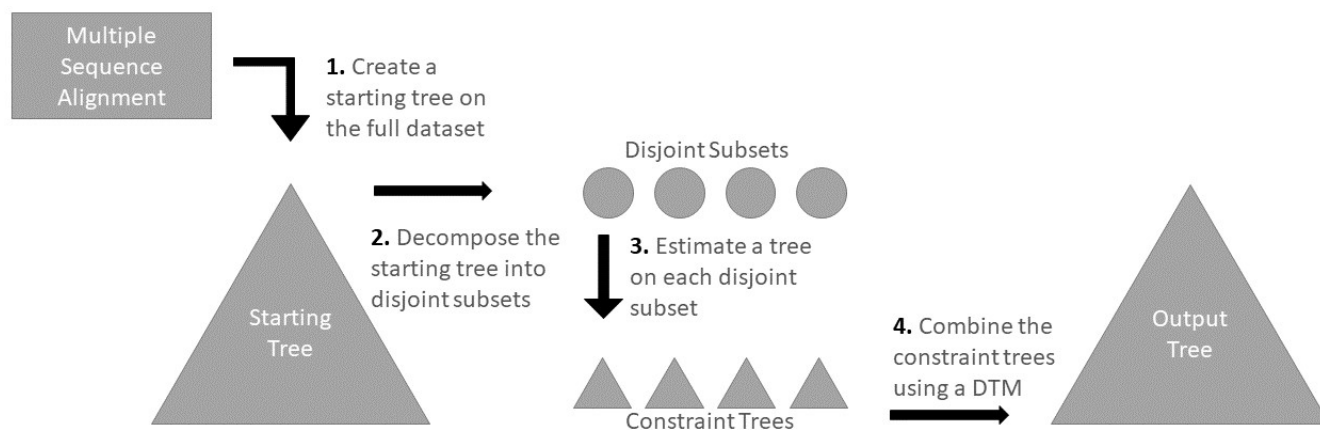 Multiple
Sequence
Alignment
1. Create a
starting tree on
the full dataset
Disjoint Subsets
2. Decompose the
starting tree into
disjoint subsets
3. Estimate a tree
on each disjoint
subset
Starting
Tree
4. Combine the
constraint trees
using a DTM
Constraint Trees
Output
Tree